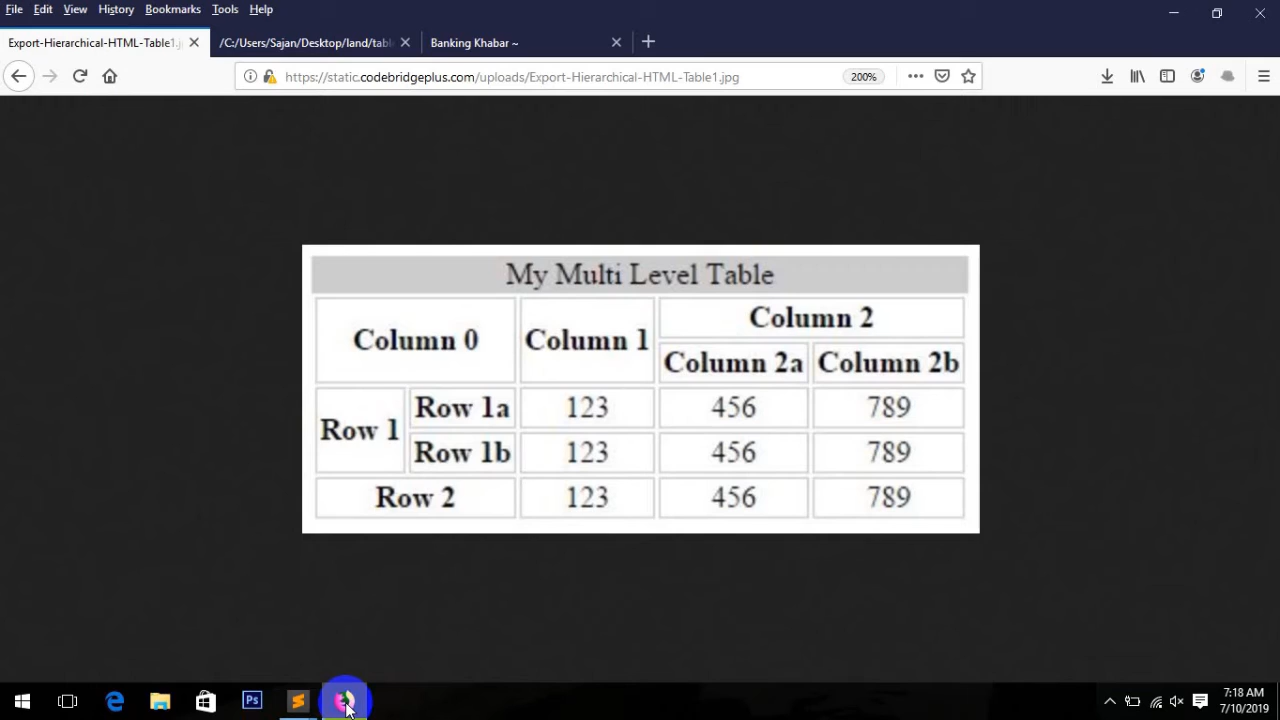 File Edit View History Bookmarks Tools Help
Export-Hierarchical-HTML-Table1.j
/C:/Users/Sajan/Desktop/land/tabl
Banking Khabar ~
https://static.codebridgeplus.com/uploads/Export-Hierarchical-HTML-Table1.jpg
200%
My Multi Level Table
Column 0 Column 1 Column 2
Column 2a Column 2b
Row 1 Row 1a 123 456 789
Row 1b 123 456 789
Row 2 123 456 789
Ps
7:18 AM
7/10/2019